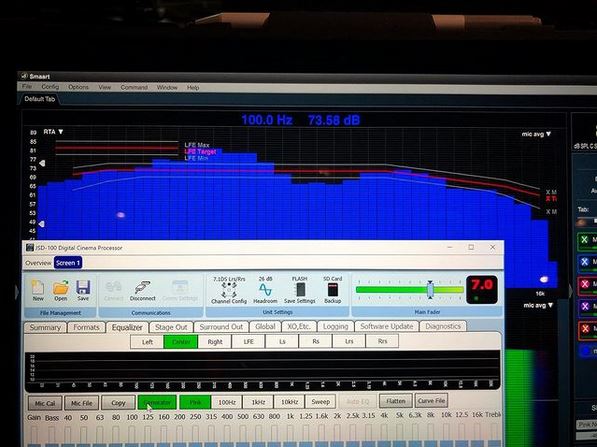 Smaart
File Config Options View Command Window Help
Default Tab
100.0 Hz 73.58 dB
RTA ▼
mic avg ▼
dB SPL
89
85
81
77
73
69
65
61
57
53
49
LFE Max
LFE Target
LFE Min
X M
X T
X M
Tab:
16k
mic avg ▼
JSD-100 Digital Cinema Processor
Overview Screen 1
New Open Save
Connect Disconnect Comm Settings
7.1DS Lrs/Rrs
Channel Config
26 dB
Headroom
FLASH
Save Settings
SD Card
Backup
7.0
File Management Communications Unit Settings Main Fader
Summary Formats Equalizer Stage Out Surround Out Global XO,Etc. Logging Software Update Diagnostics
Left Center Right LFE Ls Rs Lrs Rrs
Mic Cal Mic File Copy Generator Pink 100Hz 1kHz 10kHz Sweep Auto EQ Flatten Curve File
Gain Bass 40 50 63 80 100 125 160 200 250 315 400 500 630 800 1k 1.25 1.6k 2k 2.5k 3.15 4k 5k 6.3k 8k 10k 12.5 16k Trebl
Pink N